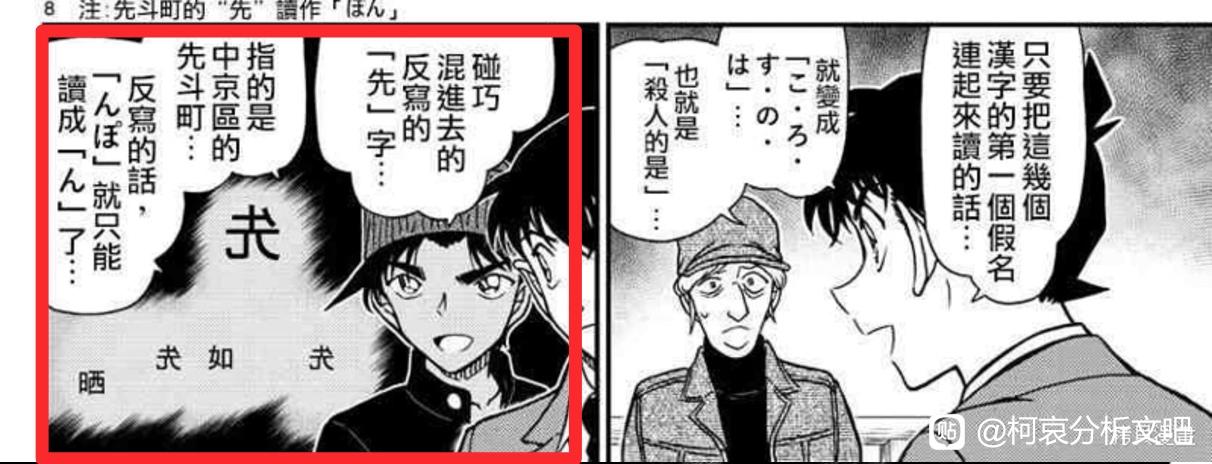 8 注:先斗町的“先”讀作「ぽん」
只要把這幾個
漢字的第一個假名
連起來讀的話…
就變成
「こ・ろ・
す・の・
は」…
也就是
「殺人的是」…
碰巧
混進去的
反寫的
「先」字…
指的是
中京區的
先斗町…
反寫的話，
「んぽ」就只能
讀成「ん」了…
先
晒
先 如 先
@柯哀分析文吧